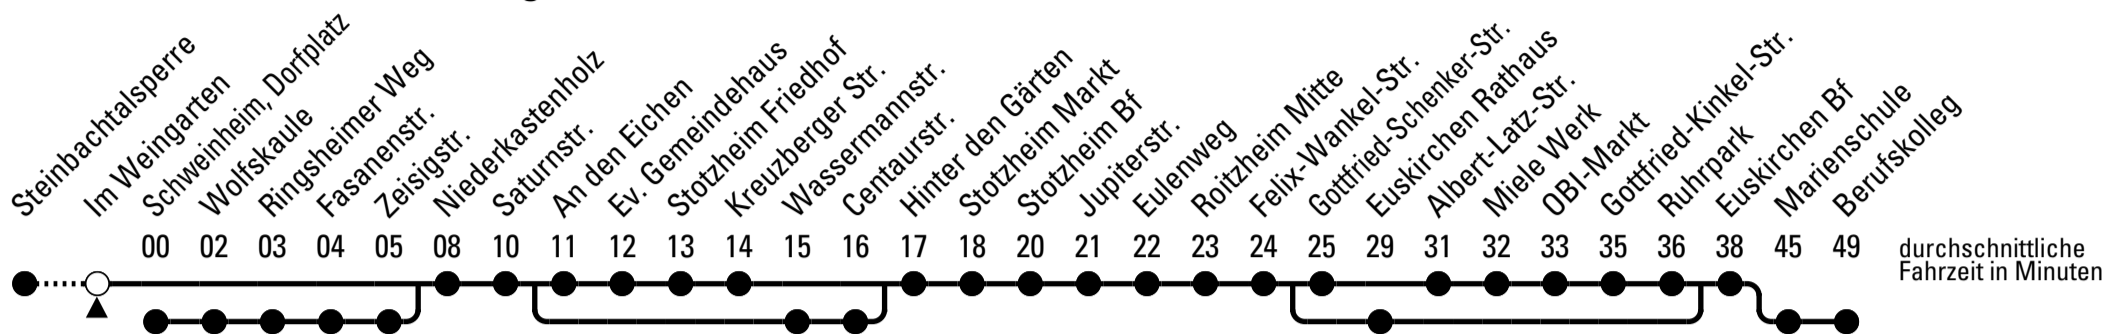 Steinbachtalsperre
Im Weingarten
Schweinheim, Dorfplatz
Wolfskaule
Ringsheimer Weg
Fasanenstr.
Zeisigstr.
Niederkastenholz
Saturnstr.
An den Eichen
Ev. Gemeindehaus
Stotzheim Friedhof
Kreuzberger Str.
Wassermannstr.
Centaurstr.
Hinter den Gärten
Stotzheim Markt
Stotzheim Bf
Jupiterstr.
Eulenweg
Roitzheim Mitte
Felix-Wankel-Str.
Gottfried-Schenker-Str.
Euskirchen Rathaus
Albert-Latz-Str.
Miele Werk
OBI-Markt
Gottfried-Kinkel-Str.
Ruhrpark
Euskirchen Bf
Marienschule
Berufskolleg
00 02 03 04 05 08 10 11 12 13 14 15 16 17 18 20 21 22 23 24 25 29 31 32 33 35 36 38 45 49
durchschnittliche
Fahrzeit in Minuten